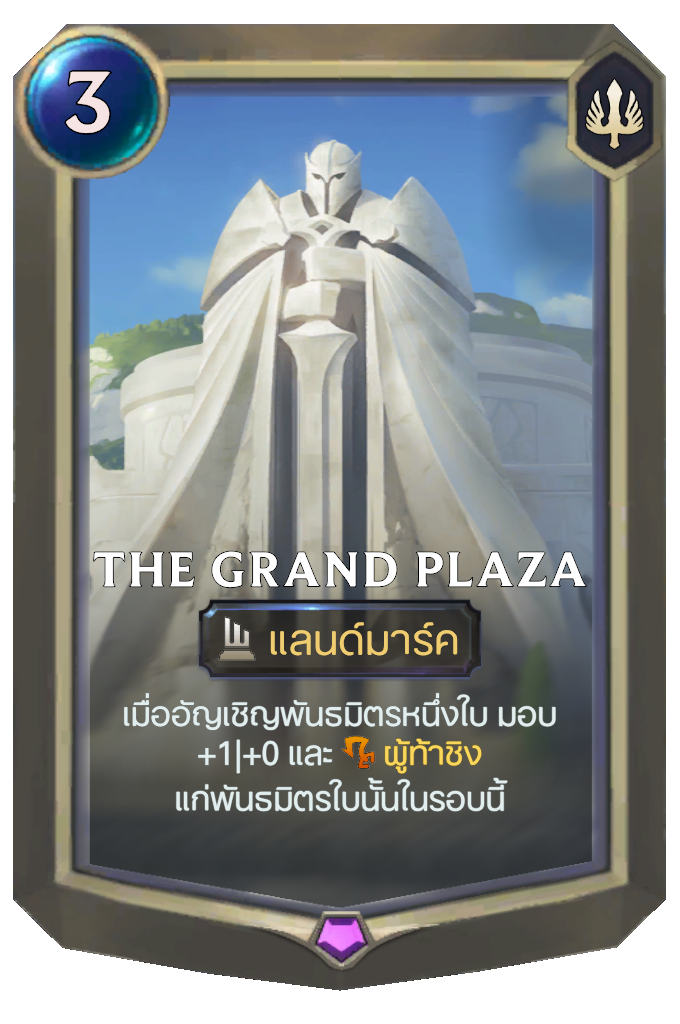 3
THE GRAND PLAZA
แลนด์มาร์ค
เมื่ออัญเชิญพันธมิตรหนึ่งใบ มอบ
+1|+0 และ ผู้ท้าชิง
แก่พันธมิตรใบนั้นในรอบนี้